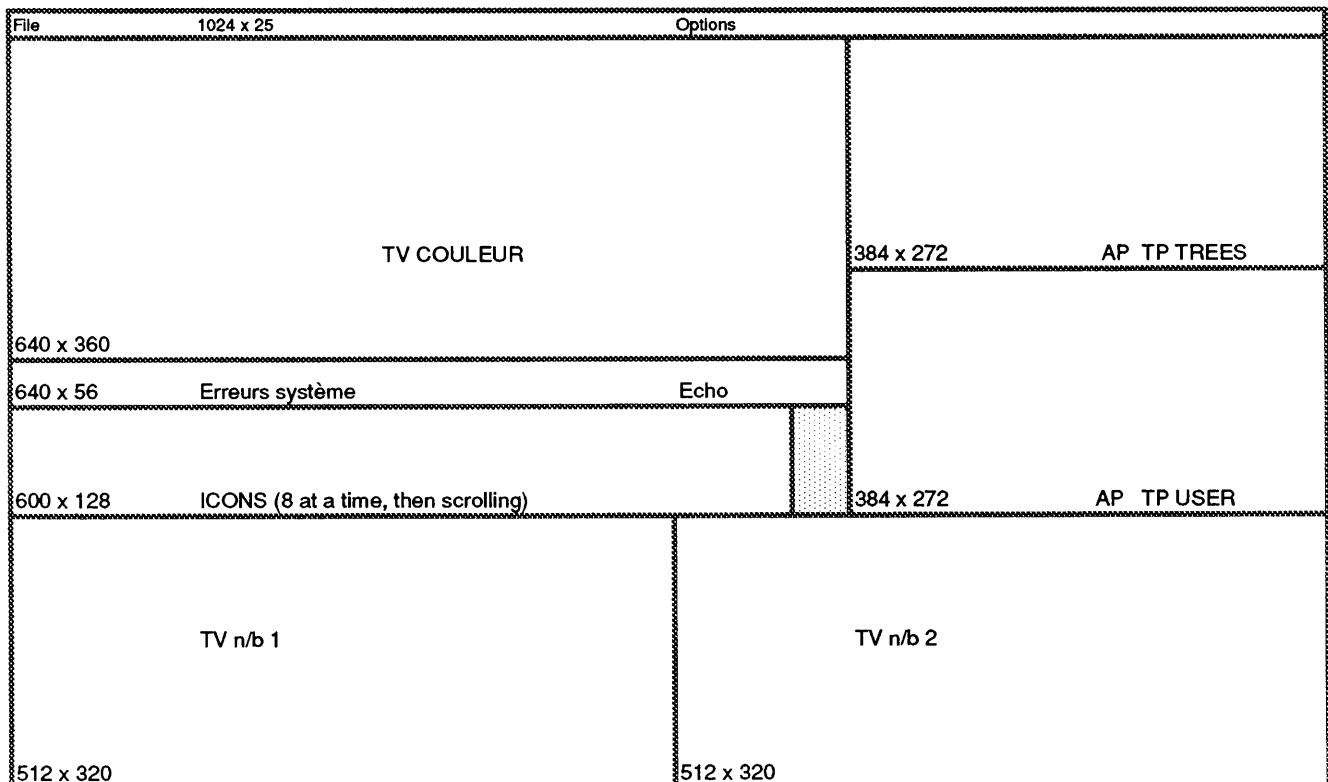 File 1024 x 25 Options
TV COULEUR
384 x 272 AP TP TREES
640 x 360
640 x 56 Erreurs système Echo
600 x 128 ICONS (8 at a time, then scrolling)
384 x 272 AP TP USER
TV n/b 1
TV n/b 2
512 x 320
512 x 320